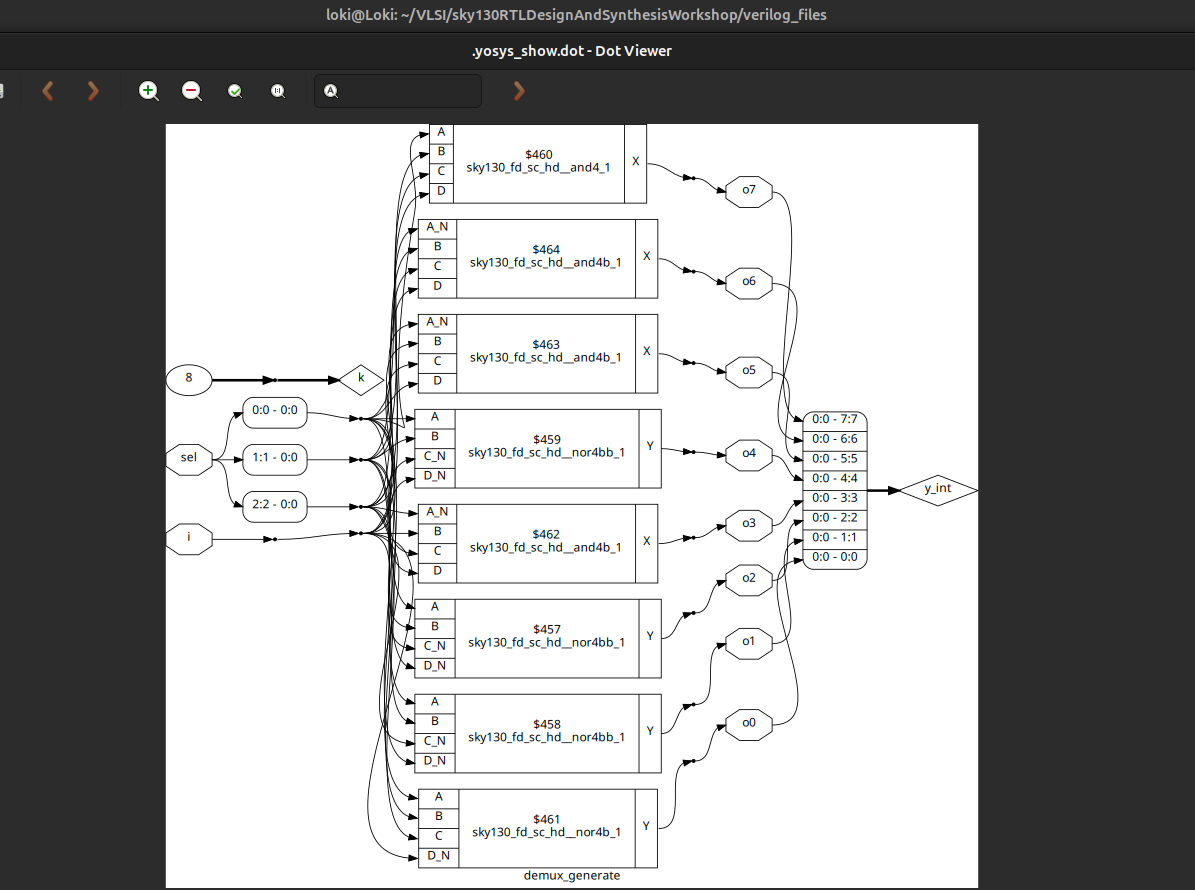 loki@Loki: ~/VLSI/sky130RTLDesignAndSynthesisWorkshop/verilog_files
.yosys_show.dot - Dot Viewer
A
B
C
D
$460
sky130_fd_sc_hd__and4_1
X
o7
A_N
B
C
D
$464
sky130_fd_sc_hd__and4b_1
X
o6
A_N
B
C
D
$463
sky130_fd_sc_hd__and4b_1
X
o5
8
k
sel
0:0 - 0:0
1:1 - 0:0
2:2 - 0:0
i
A
B
C_N
D_N
$459
sky130_fd_sc_hd__nor4bb_1
Y
o4
A_N
B
C
D
$462
sky130_fd_sc_hd__and4b_1
X
o3
A
B
C_N
D_N
$457
sky130_fd_sc_hd__nor4bb_1
Y
o2
A
B
C_N
D_N
$458
sky130_fd_sc_hd__nor4bb_1
Y
o1
A
B
C
D_N
$461
sky130_fd_sc_hd__nor4b_1
Y
o0
0:0 - 7:7
0:0 - 6:6
0:0 - 5:5
0:0 - 4:4
0:0 - 3:3
0:0 - 2:2
0:0 - 1:1
0:0 - 0:0
y_int
demux_generate